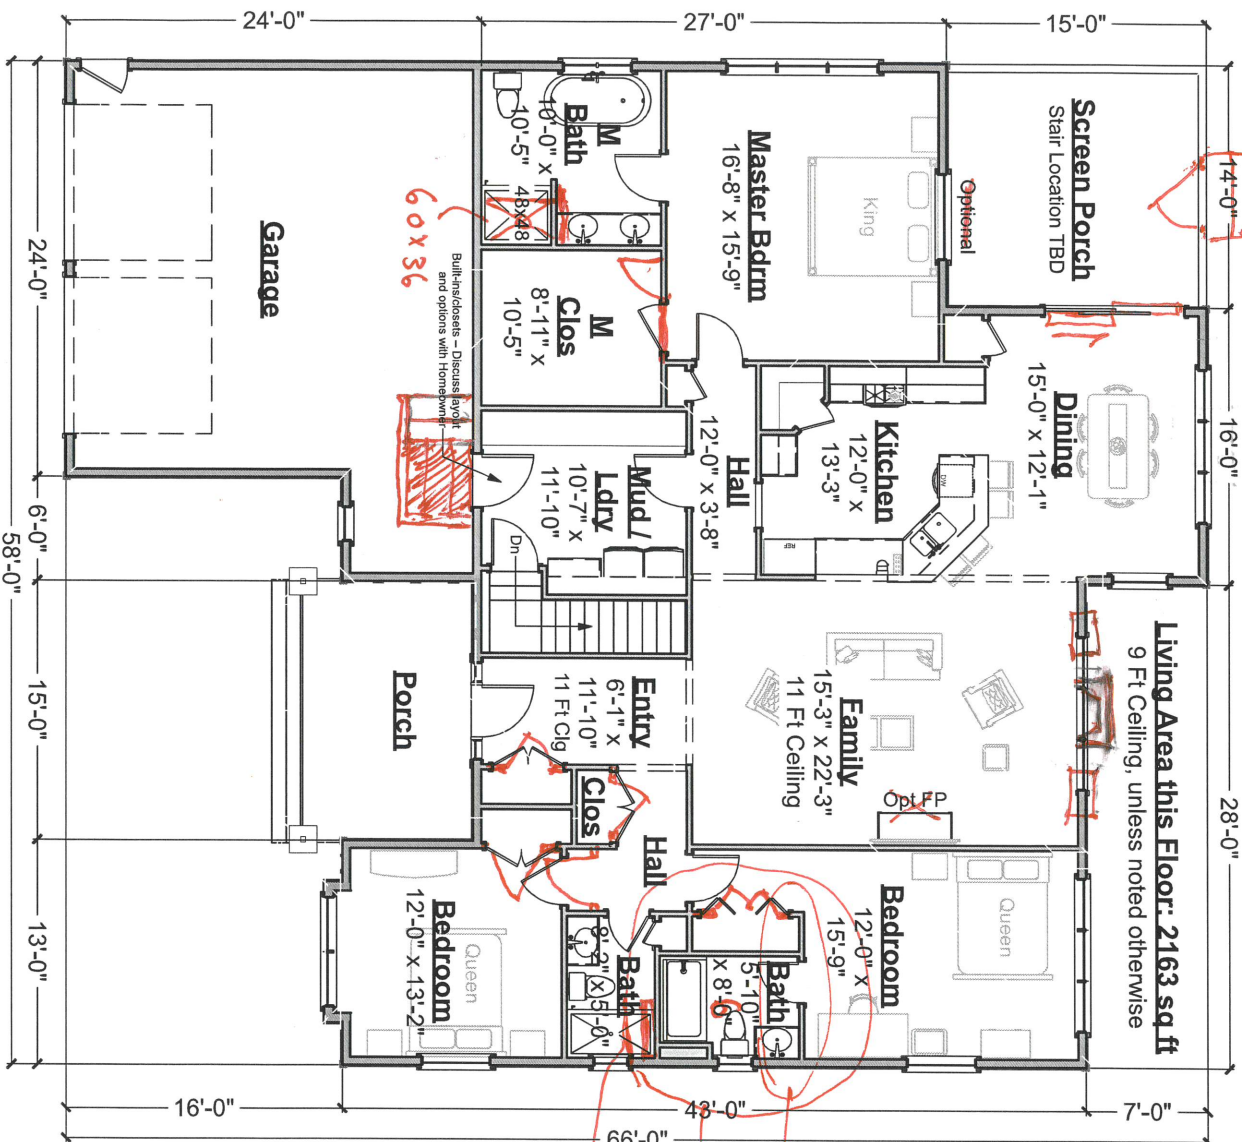 24'-0"
27'-0"
15'-0"
Screen Porch
Stair Location TBD
14'-0"
Optional
Master Bdrm
16'-8" x 15'-9"
King
M
Bath
10'-0" x
10'-5"
48x48
60x36
Garage
24'-0"
Built-ins/closets – Discuss layout
and options with Homeowner
M
Clos
8'-11" x
10'-5"
Dining
15'-0" x 12'-1"
16'-0"
Kitchen
12'-0" x
13'-3"
DW
REF
Hall
12'-0" x 3'-8"
Mud /
Ldry
10'-7" x
11'-10"
Dn
6'-0"
58'-0"
Living Area this Floor: 2163 sq ft
9 Ft Ceiling, unless noted otherwise
Family
15'-3" x 22'-3"
11 Ft Ceiling
Opt FP
Entry
6'-1" x
11'-10"
11 Ft Clg
Porch
15'-0"
28'-0"
Clos
Hall
Bedroom
12'-0" x
15'-9"
Queen
Bath
5'-10"
x 8'-6"
Bath
8'-2" x 5'-0"
Bedroom
12'-0" x 13'-2"
Queen
13'-0"
16'-0"
43'-0"
7'-0"
66'-0"